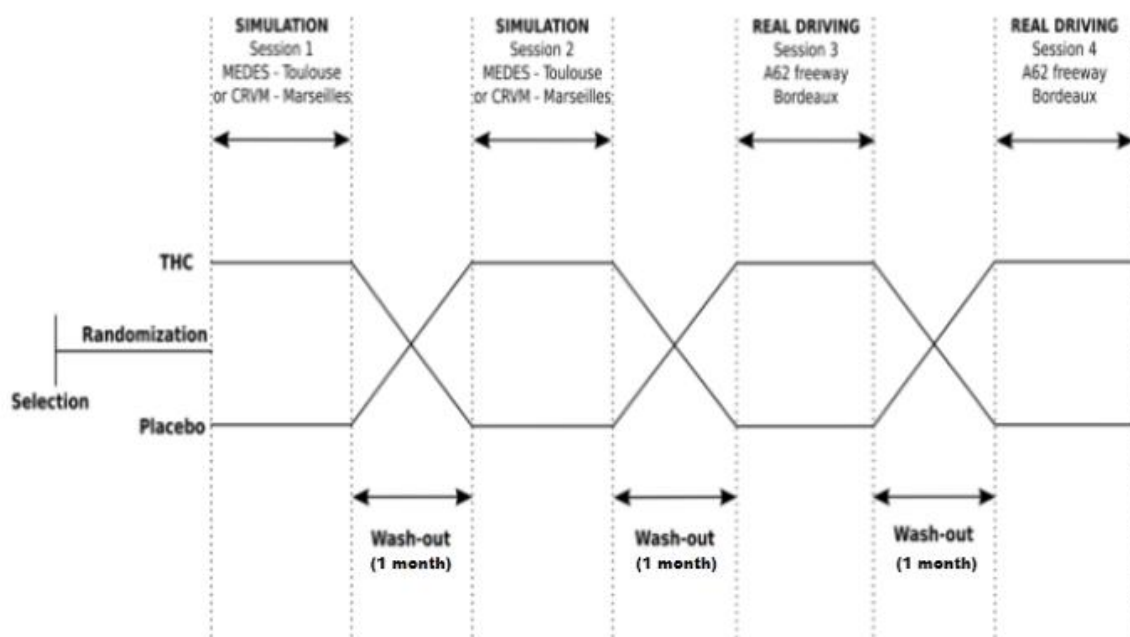 SIMULATION
Session 1
MEDES - Toulouse
or CRVM - Marseilles
SIMULATION
Session 2
MEDES - Toulouse
or CRVM - Marseilles
REAL DRIVING
Session 3
A62 freeway
Bordeaux
REAL DRIVING
Session 4
A62 freeway
Bordeaux
THC
Randomization
Selection
Placebo
Wash-out
(1 month)
Wash-out
(1 month)
Wash-out
(1 month)